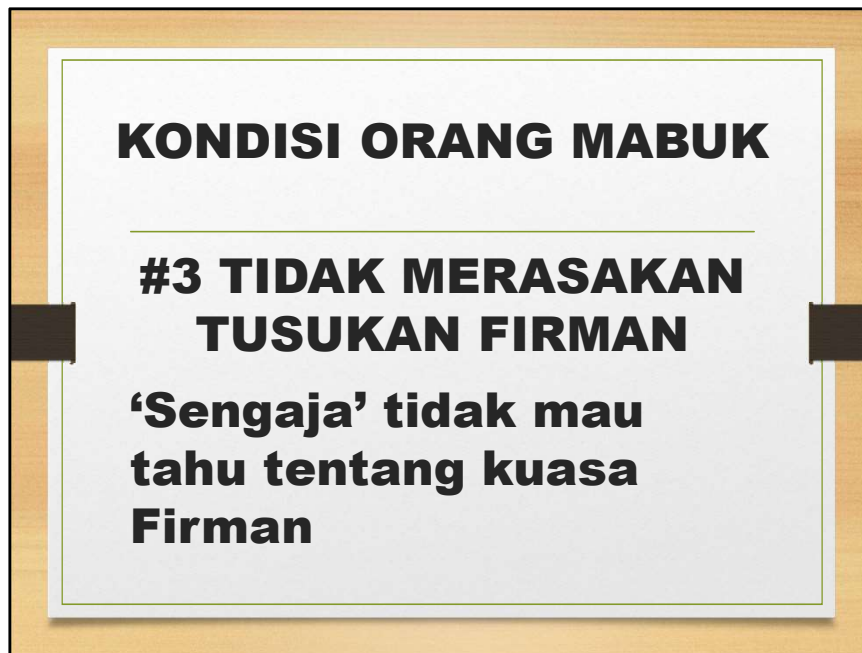 KONDISI ORANG MABUK
#3 TIDAK MERASAKAN
TUSUKAN FIRMAN
‘Sengaja’ tidak mau
tahu tentang kuasa
Firman